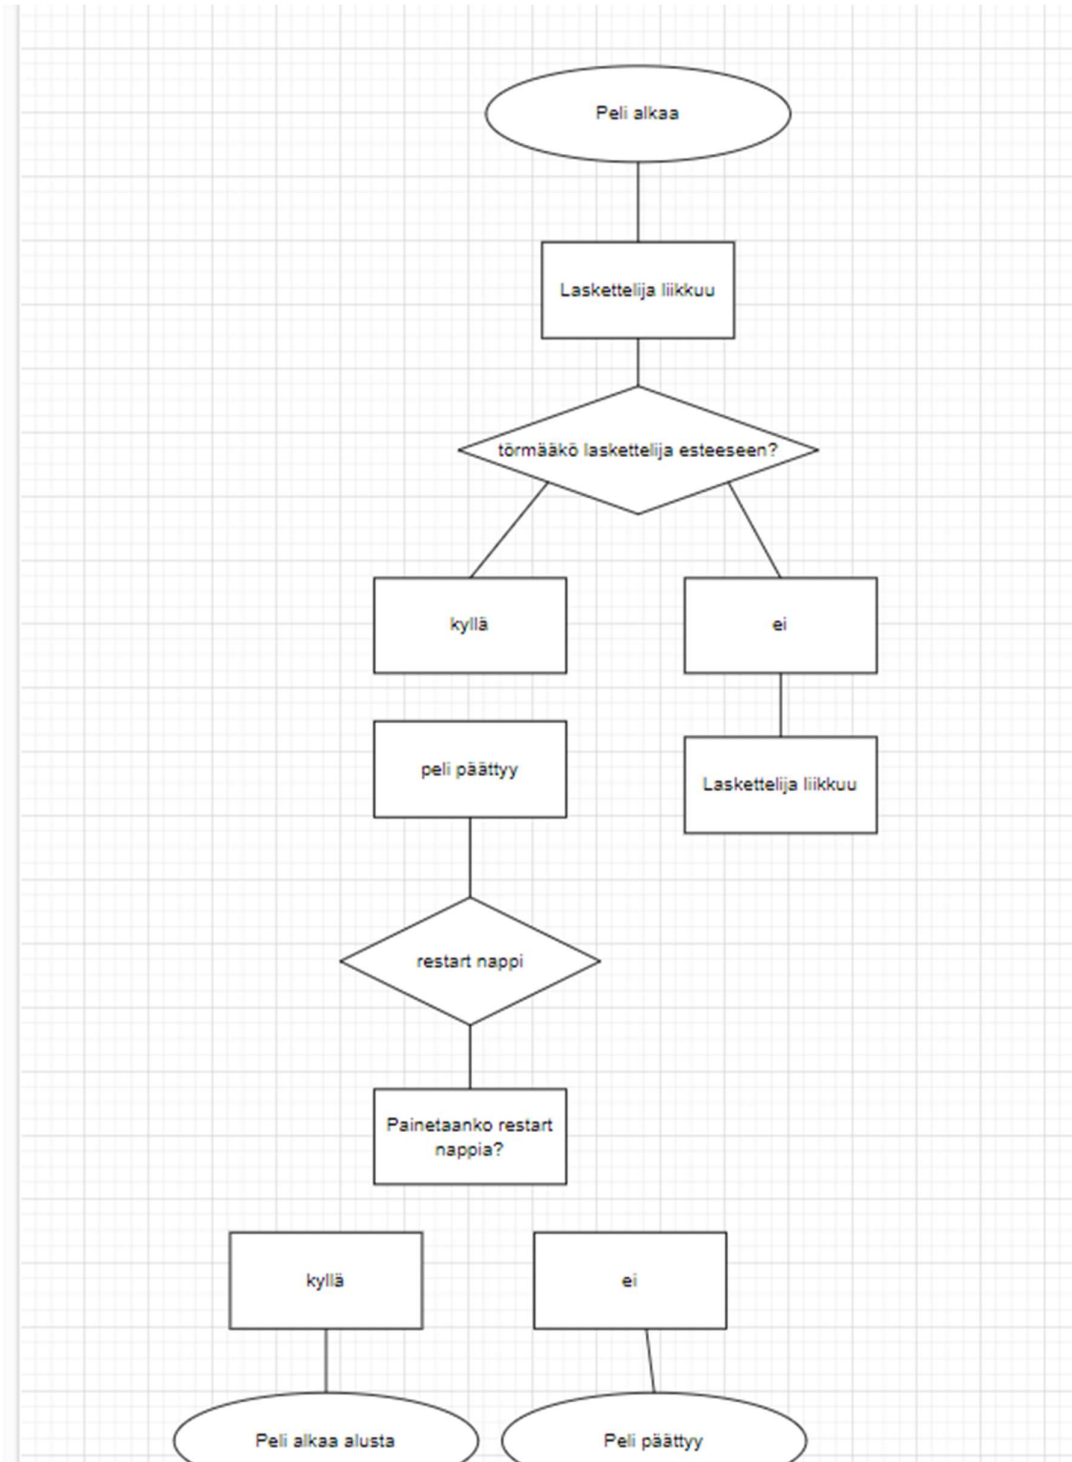 Peli alkaa
Laskettelija liikkuu
törmääkö laskettelija esteeseen?
kyllä
ei
peli päättyy
Laskettelija liikkuu
restart nappi
Painetaanko restart
nappia?
kyllä
ei
Peli alkaa alusta
Peli päättyy